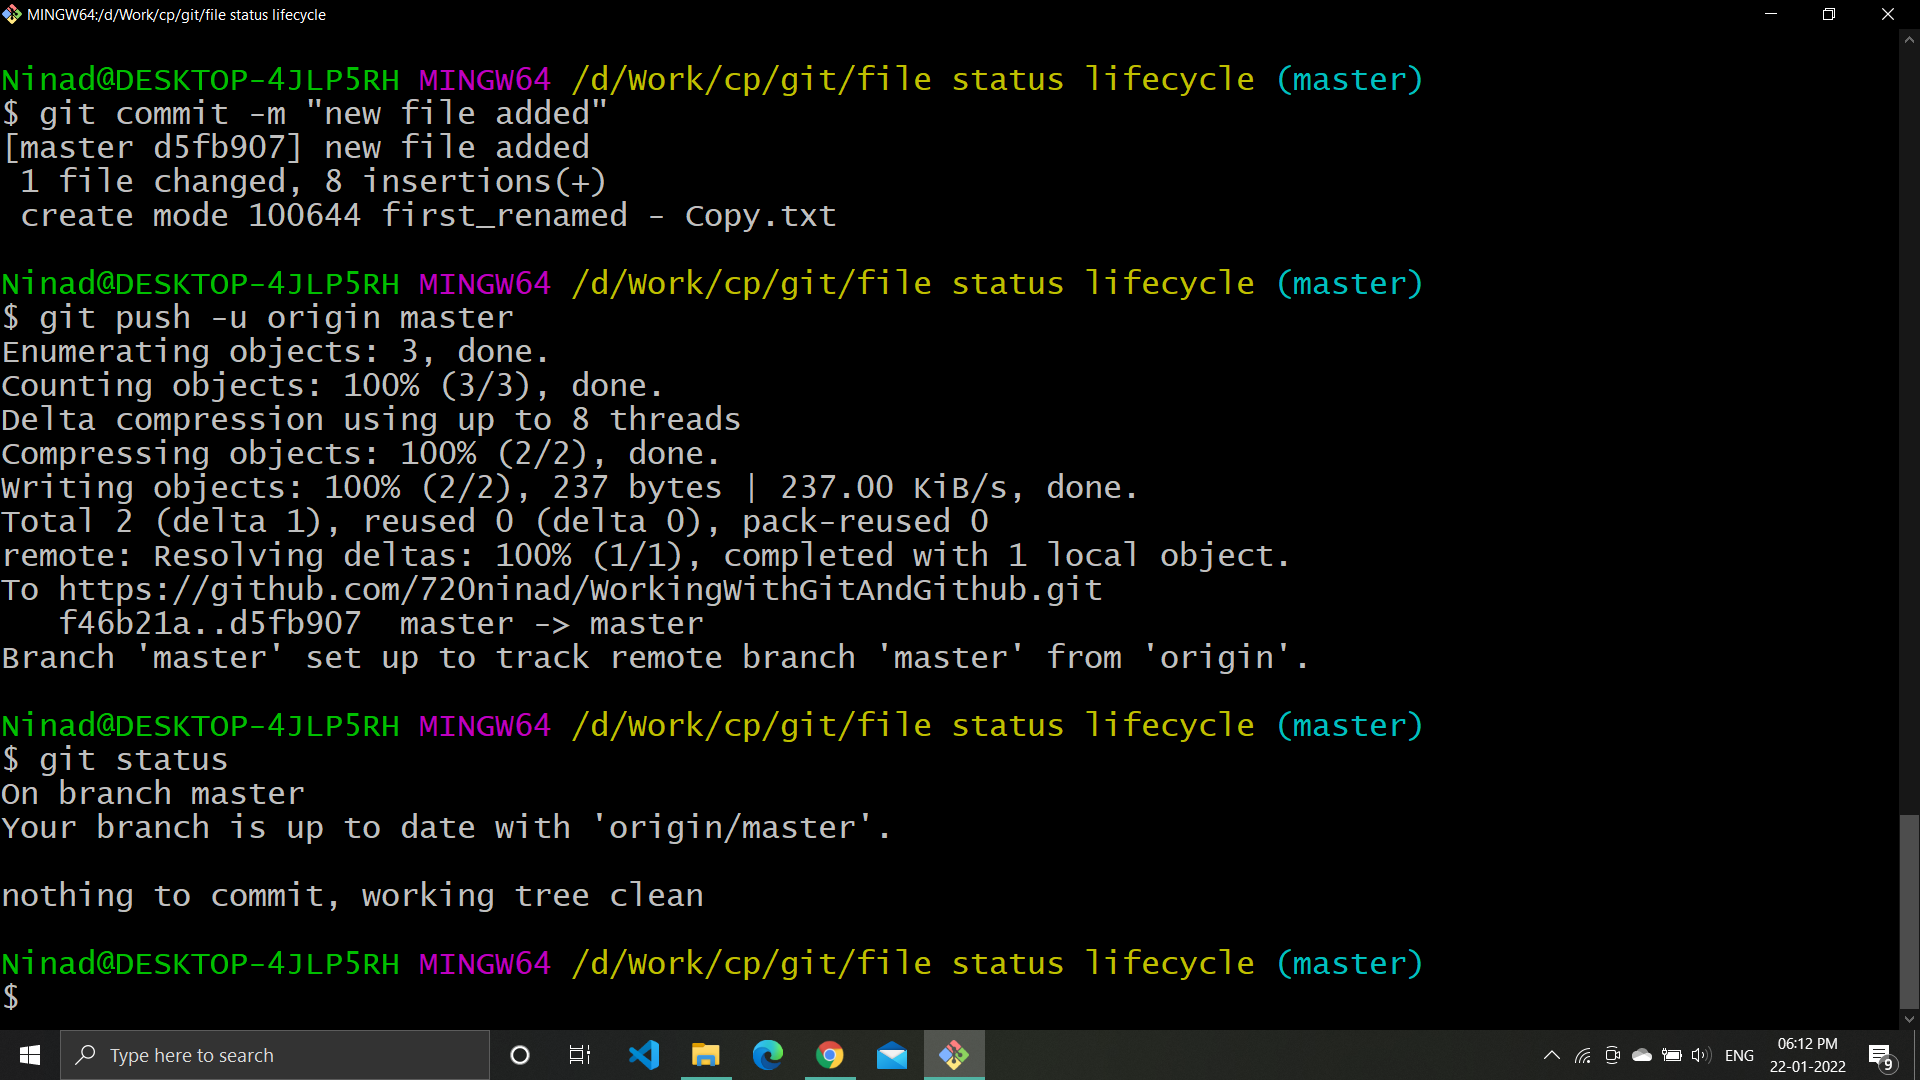 MINGW64:/d/Work/cp/git/file status lifecycle
Ninad@DESKTOP-4JLP5RH MINGW64 /d/Work/cp/git/file status lifecycle (master)
$ git commit -m "new file added"
[master d5fb907] new file added
 1 file changed, 8 insertions(+)
 create mode 100644 first_renamed - Copy.txt
Ninad@DESKTOP-4JLP5RH MINGW64 /d/Work/cp/git/file status lifecycle (master)
$ git push -u origin master
Enumerating objects: 3, done.
Counting objects: 100% (3/3), done.
Delta compression using up to 8 threads
Compressing objects: 100% (2/2), done.
Writing objects: 100% (2/2), 237 bytes | 237.00 KiB/s, done.
Total 2 (delta 1), reused 0 (delta 0), pack-reused 0
remote: Resolving deltas: 100% (1/1), completed with 1 local object.
To https://github.com/720ninad/WorkingWithGitAndGithub.git
   f46b21a..d5fb907  master -> master
Branch 'master' set up to track remote branch 'master' from 'origin'.
Ninad@DESKTOP-4JLP5RH MINGW64 /d/Work/cp/git/file status lifecycle (master)
$ git status
On branch master
Your branch is up to date with 'origin/master'.
nothing to commit, working tree clean
Ninad@DESKTOP-4JLP5RH MINGW64 /d/Work/cp/git/file status lifecycle (master)
$
Type here to search
ENG
06:12 PM
22-01-2022
9